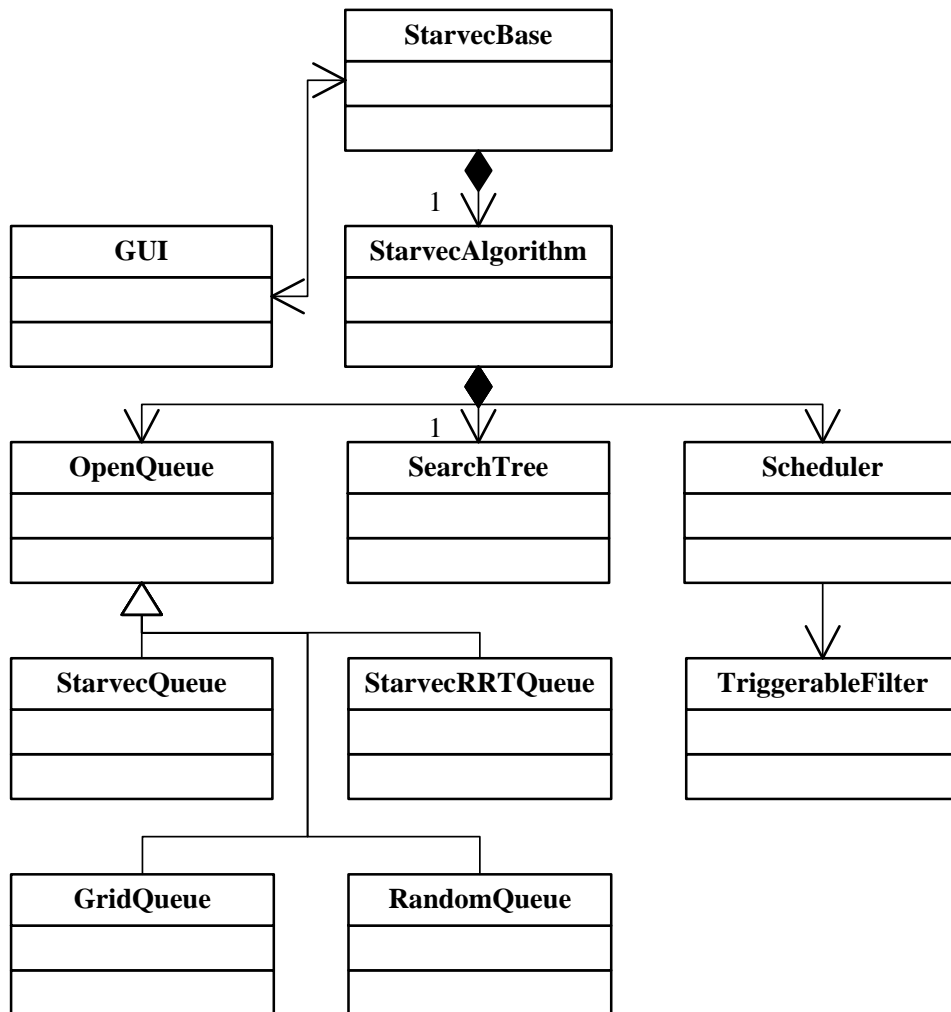 StarvecBase
1
GUI
StarvecAlgorithm
1
OpenQueue
SearchTree
Scheduler
StarvecQueue
StarvecRRTQueue
TriggerableFilter
GridQueue
RandomQueue